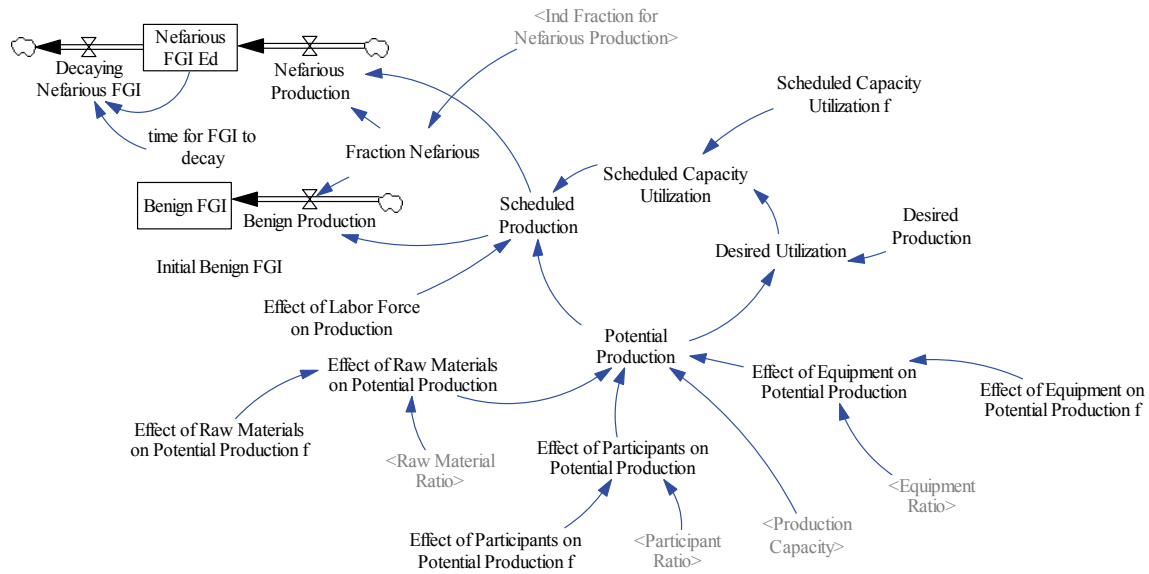 <Ind Fraction for
Nefarious Production>
Nefarious
FGI Ed
Decaying
Nefarious FGI
Nefarious
Production
time for FGI to
decay
Fraction Nefarious
Scheduled Capacity
Utilization f
Scheduled Capacity
Utilization
Benign FGI
Benign Production
Scheduled
Production
Desired
Production
Desired Utilization
Initial Benign FGI
Effect of Labor Force
on Production
Potential
Production
Effect of Raw Materials
on Potential Production
Effect of Equipment on
Potential Production
Effect of Equipment on
Potential Production f
Effect of Raw Materials
on Potential Production f
<Raw Material
Ratio>
Effect of Participants on
Potential Production
<Equipment
Ratio>
Effect of Participants on
Potential Production f
<Participant
Ratio>
<Production
Capacity>